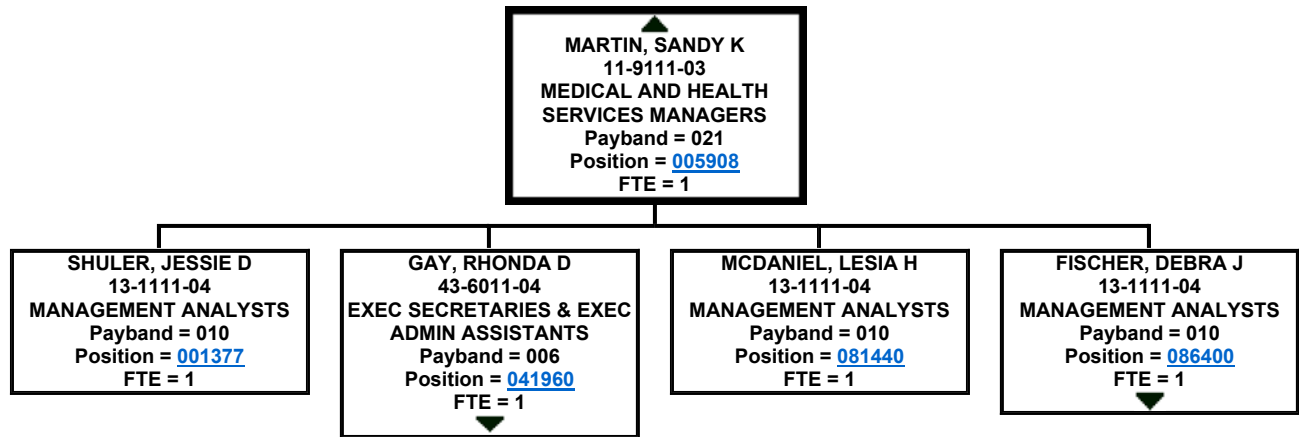 MARTIN, SANDY K
11-9111-03
MEDICAL AND HEALTH
SERVICES MANAGERS
Payband = 021
Position = 005908
FTE = 1
SHULER, JESSIE D
13-1111-04
MANAGEMENT ANALYSTS
Payband = 010
Position = 001377
FTE = 1
GAY, RHONDA D
43-6011-04
EXEC SECRETARIES & EXEC
ADMIN ASSISTANTS
Payband = 006
Position = 041960
FTE = 1
MCDANIEL, LESIA H
13-1111-04
MANAGEMENT ANALYSTS
Payband = 010
Position = 081440
FTE = 1
FISCHER, DEBRA J
13-1111-04
MANAGEMENT ANALYSTS
Payband = 010
Position = 086400
FTE = 1